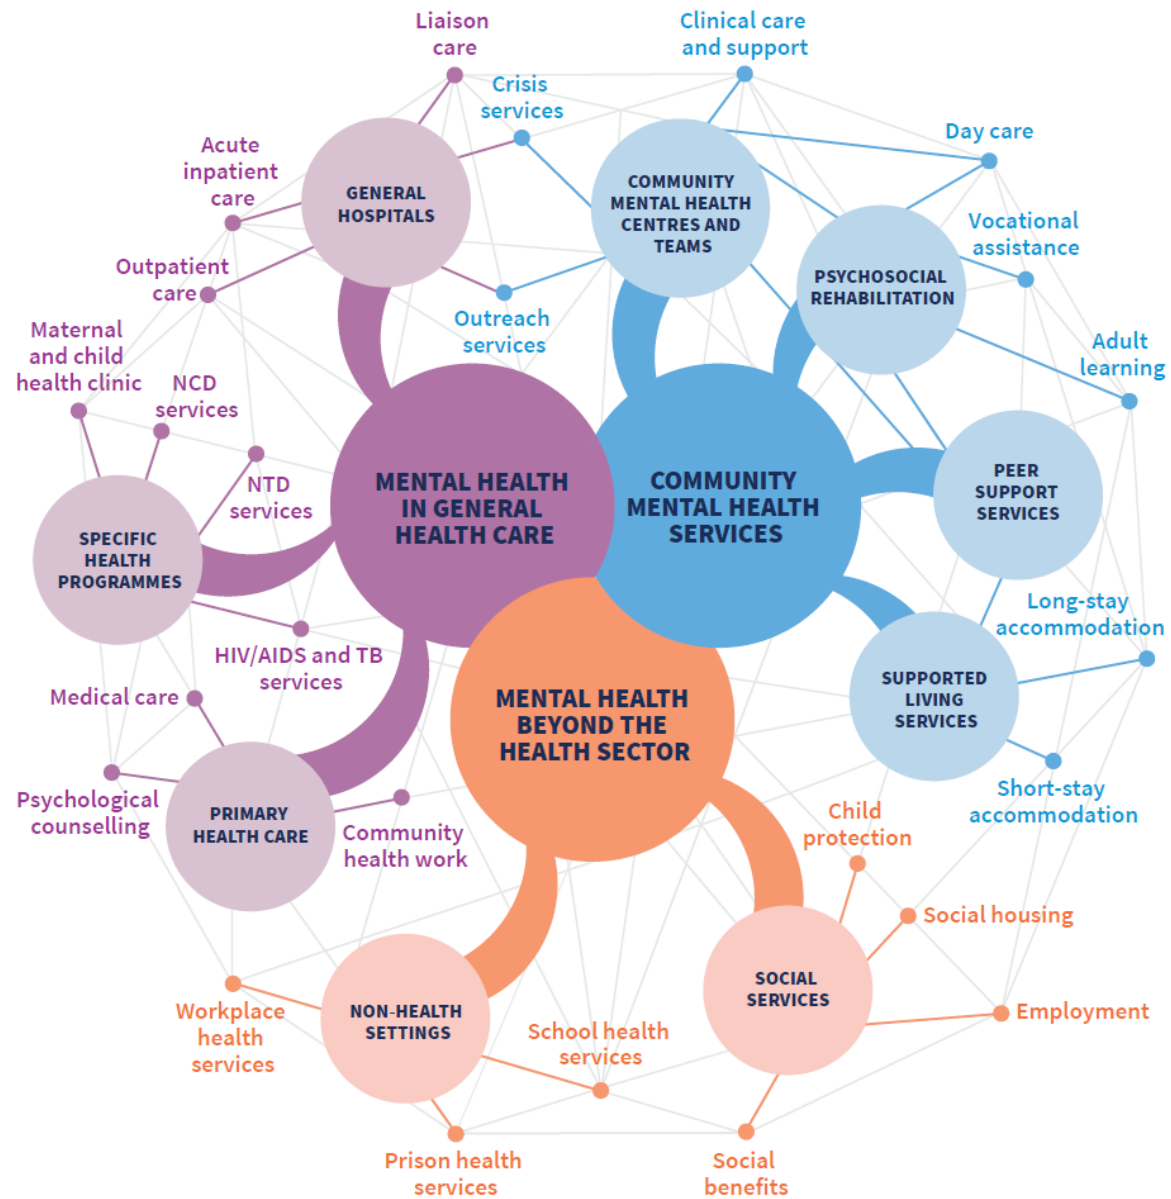 Liaison
care
Clinical care
and support
Crisis
services
Day care
Acute
inpatient
care
GENERAL
HOSPITALS
COMMUNITY
MENTAL HEALTH
CENTRES AND
TEAMS
Vocational
assistance
Outpatient
care
PSYCHOSOCIAL
REHABILITATION
Outreach
services
Maternal
and child
health clinic
Adult
learning
NCD
services
NTD
services
MENTAL HEALTH
IN GENERAL
HEALTH CARE
COMMUNITY
MENTAL HEALTH
SERVICES
PEER
SUPPORT
SERVICES
SPECIFIC
HEALTH
PROGRAMMES
Long-stay
accommodation
HIV/AIDS and TB
services
Medical care
MENTAL HEALTH
BEYOND THE
HEALTH SECTOR
SUPPORTED
LIVING
SERVICES
Psychological
counselling
PRIMARY
HEALTH CARE
Community
health work
Short-stay
accommodation
Child
protection
Social housing
Workplace
health
services
NON-HEALTH
SETTINGS
School health
services
SOCIAL
SERVICES
Employment
Prison health
services
Social
benefits